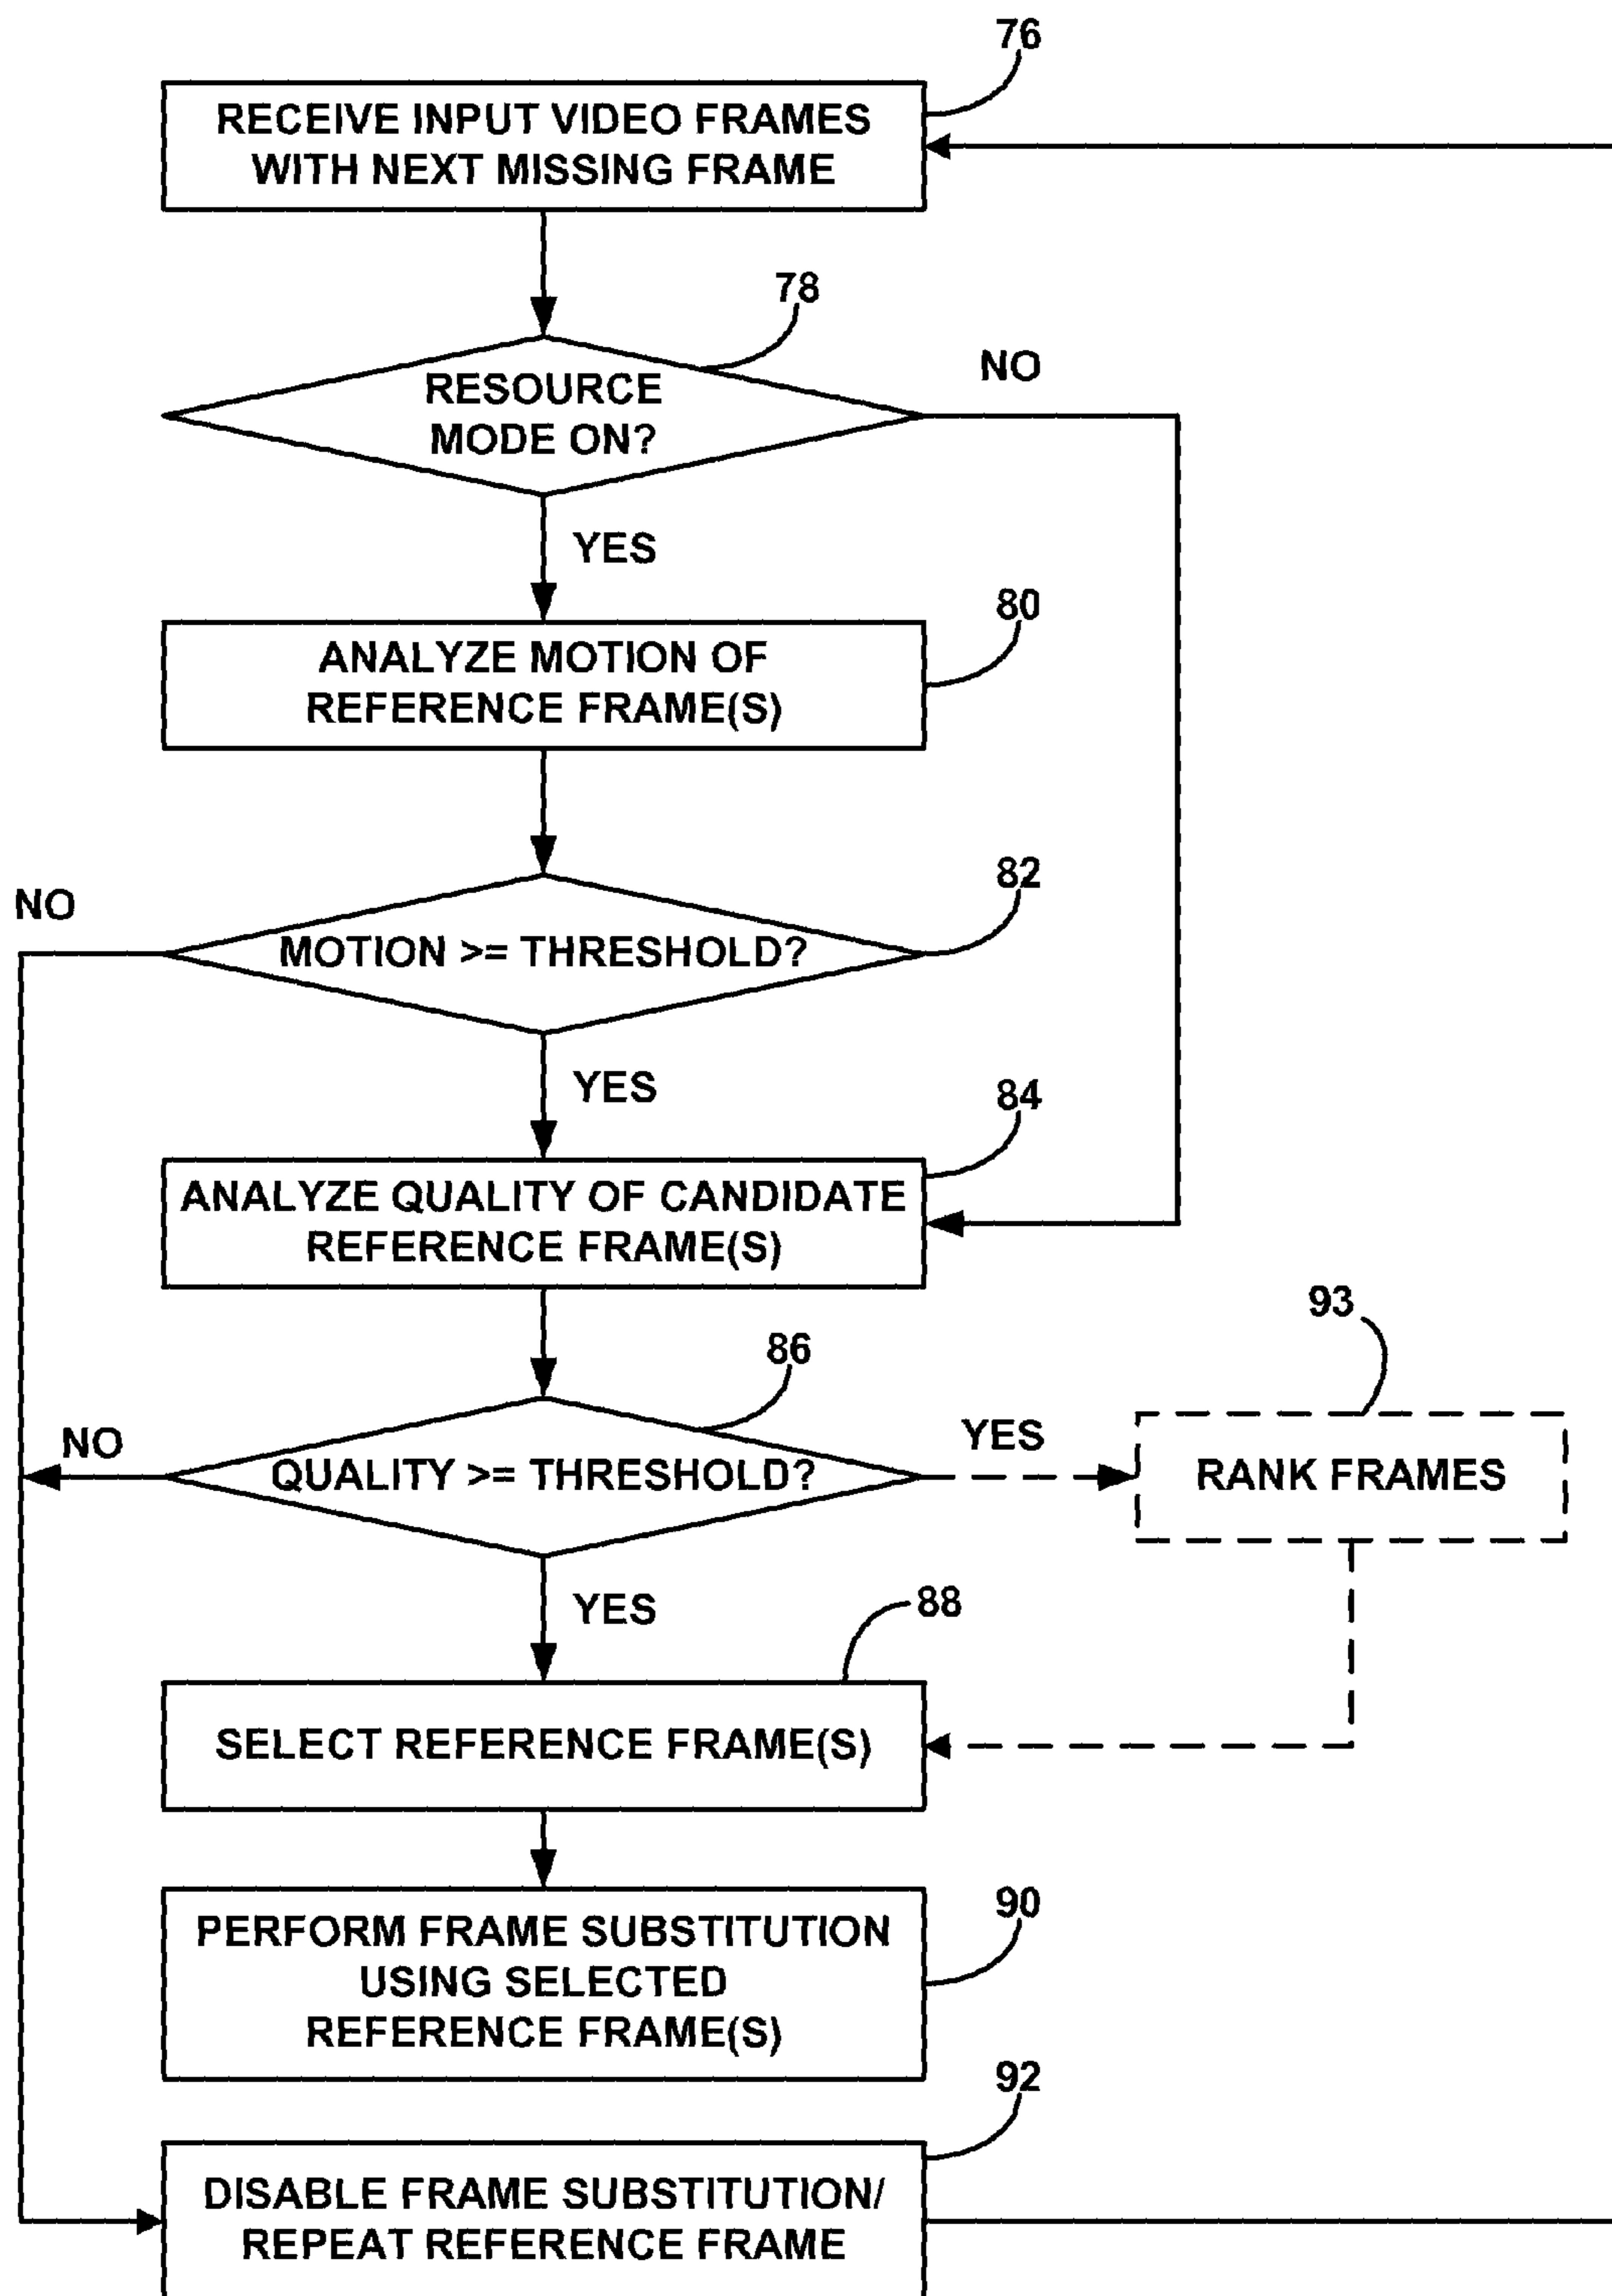 76
RECEIVE INPUT VIDEO FRAMES
WITH NEXT MISSING FRAME
78
NO
RESOURCE
MODE ON?
YES
80
ANALYZE MOTION OF
REFERENCE FRAME(S)
82
NO
MOTION >= THRESHOLD?
YES
84
ANALYZE QUALITY OF CANDIDATE
REFERENCE FRAME(S)
93
86
NO
YES
QUALITY >= THRESHOLD?
RANK FRAMES
YES
88
SELECT REFERENCE FRAME(S)
90
PERFORM FRAME SUBSTITUTION
USING SELECTED
REFERENCE FRAME(S)
92
DISABLE FRAME SUBSTITUTION/
REPEAT REFERENCE FRAME